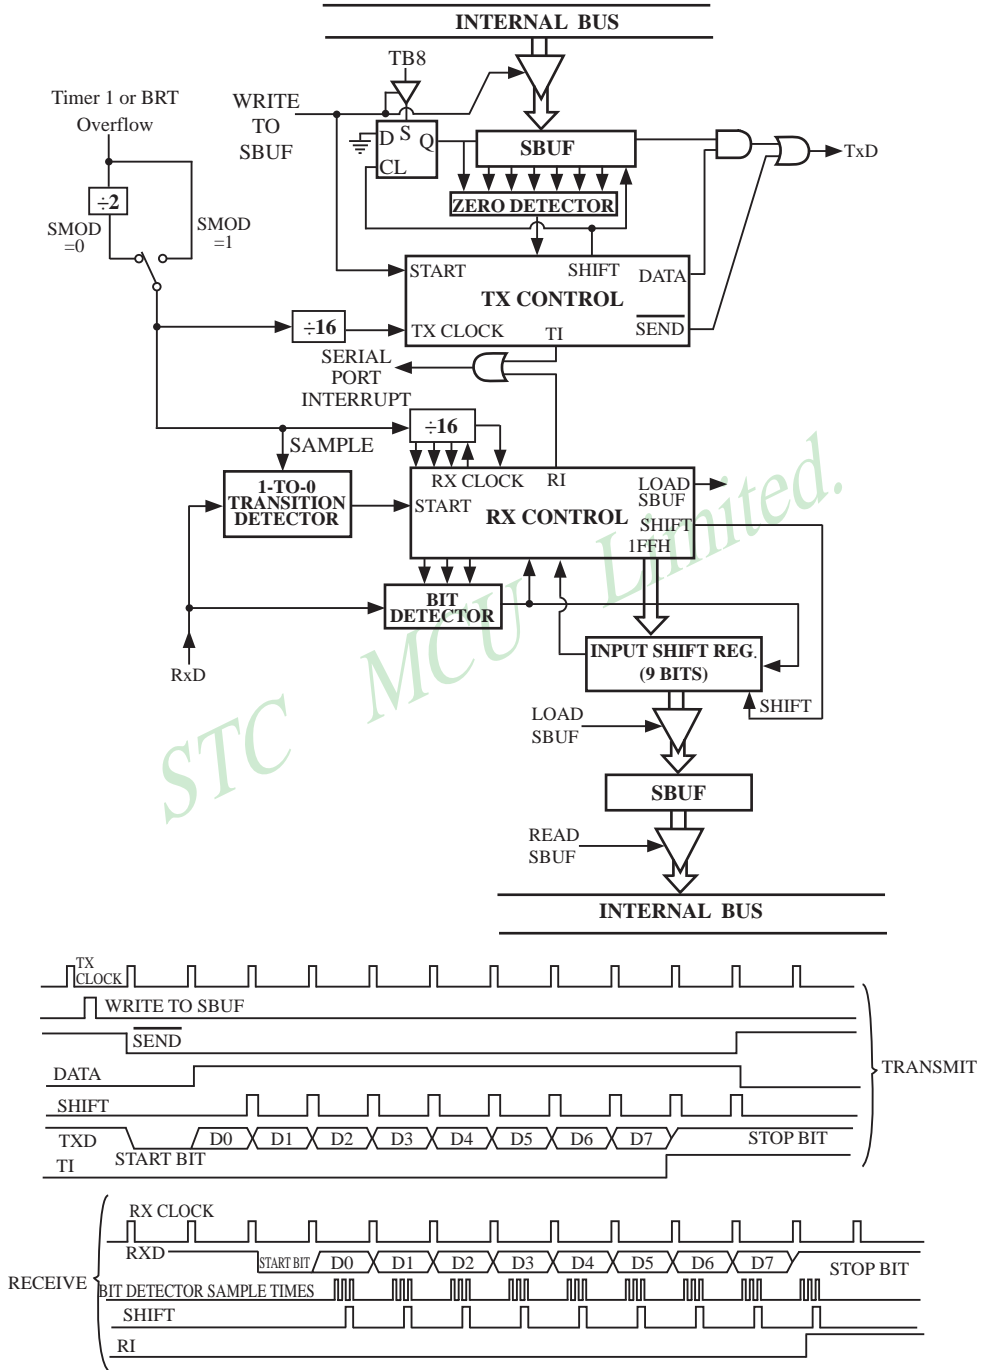 INTERNAL BUS
TB8
Timer 1 or BRT
Overflow
WRITE
TO
SBUF
D
S
Q
CL
SBUF
TxD
÷2
ZERO DETECTOR
SMOD
=0
SMOD
=1
START
SHIFT
DATA
TX CONTROL
÷16
TX CLOCK
TI
SEND
SERIAL
PORT
INTERRUPT
÷16
SAMPLE
1-TO-0
TRANSITION
DETECTOR
RX CLOCK
RI
LOAD
SBUF
START
RX CONTROL
SHIFT
1FFH
BIT
DETECTOR
RxD
INPUT SHIFT REG.
(9 BITS)
SHIFT
LOAD
SBUF
SBUF
READ
SBUF
INTERNAL BUS
STC MCU Limited.
TX
CLOCK
WRITE TO SBUF
SEND
DATA
TRANSMIT
SHIFT
TXD
START BIT
D0 D1 D2 D3 D4 D5 D6 D7
STOP BIT
TI
RX CLOCK
RXD
START BIT
D0 D1 D2 D3 D4 D5 D6 D7
STOP BIT
RECEIVE
BIT DETECTOR SAMPLE TIMES
SHIFT
RI